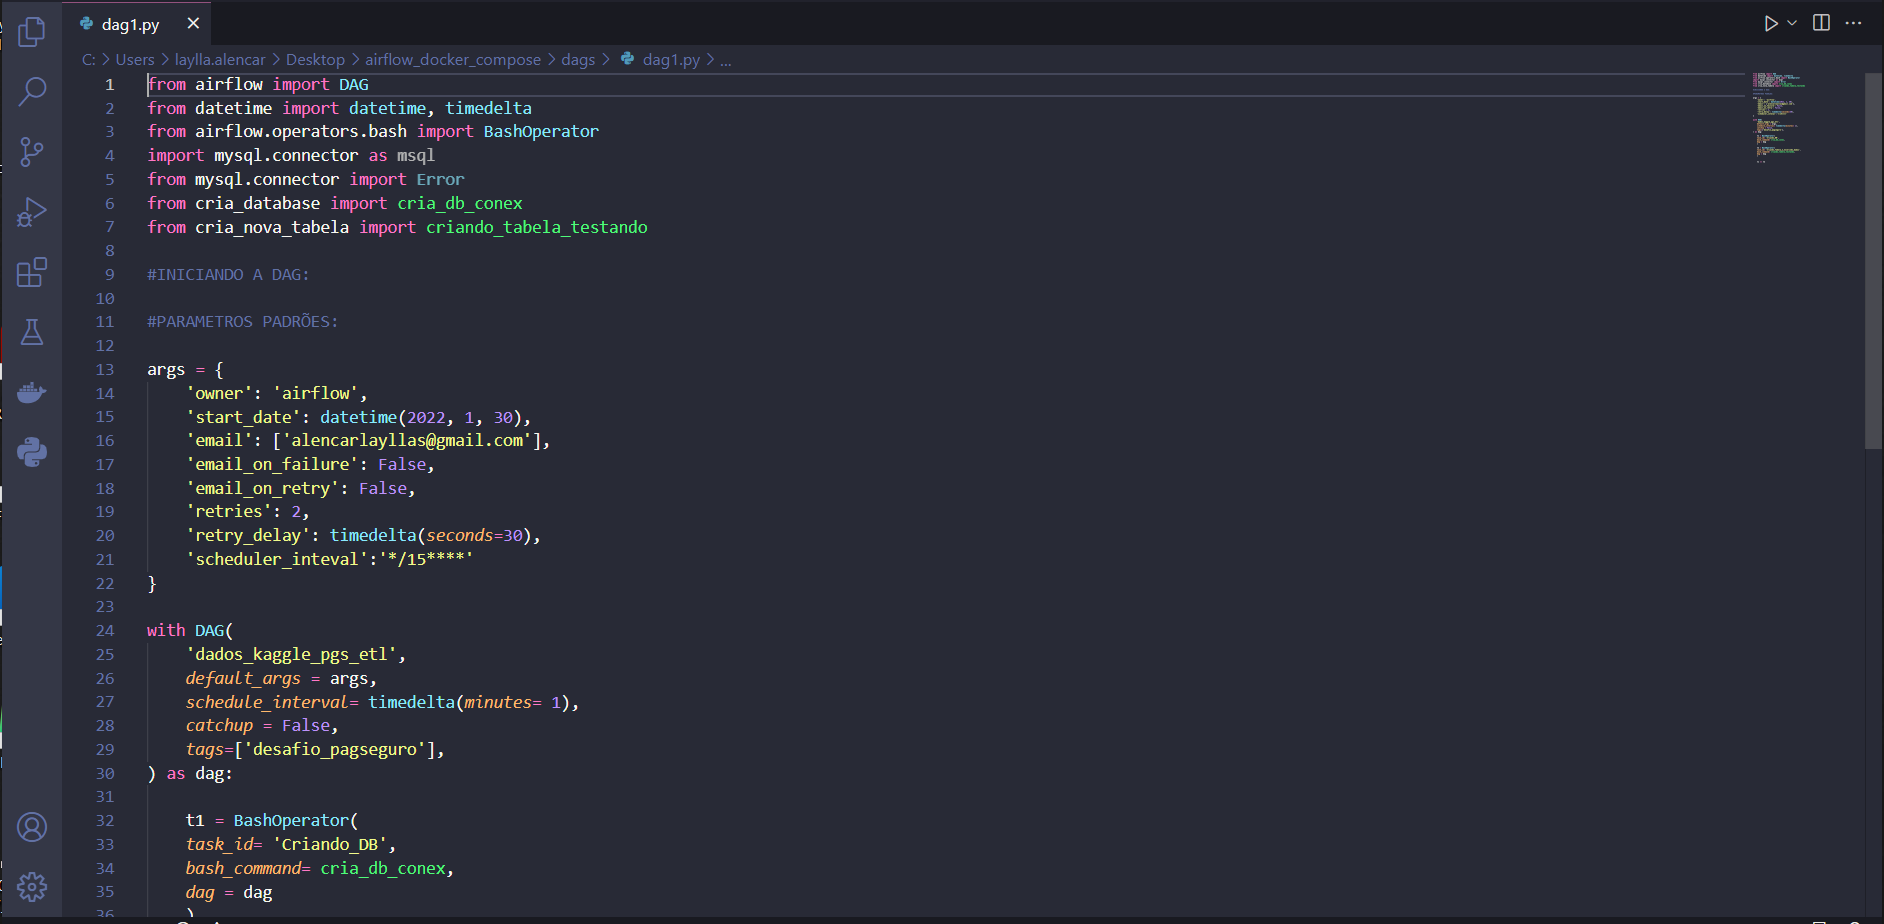 dag1.py
C: > Users > laylla.alencar > Desktop > airflow_docker_compose > dags > dag1.py > ...
1 from airflow import DAG
2 from datetime import datetime, timedelta
3 from airflow.operators.bash import BashOperator
4 import mysql.connector as msql
5 from mysql.connector import Error
6 from cria_database import cria_db_conex
7 from cria_nova_tabela import criando_tabela_testando
8
9 #INICIANDO A DAG:
10
11 #PARAMETROS PADRÕES:
12
13 args = {
14     'owner': 'airflow',
15     'start_date': datetime(2022, 1, 30),
16     'email': ['alencarlayllas@gmail.com'],
17     'email_on_failure': False,
18     'email_on_retry': False,
19     'retries': 2,
20     'retry_delay': timedelta(seconds=30),
21     'scheduler_inteval':'*/15****'
22 }
23
24 with DAG(
25     'dados_kaggle_pgs_etl',
26     default_args = args,
27     schedule_interval= timedelta(minutes= 1),
28     catchup = False,
29     tags=['desafio_pagseguro'],
30 ) as dag:
31
32     t1 = BashOperator(
33     task_id= 'Criando_DB',
34     bash_command= cria_db_conex,
35     dag = dag
36     )